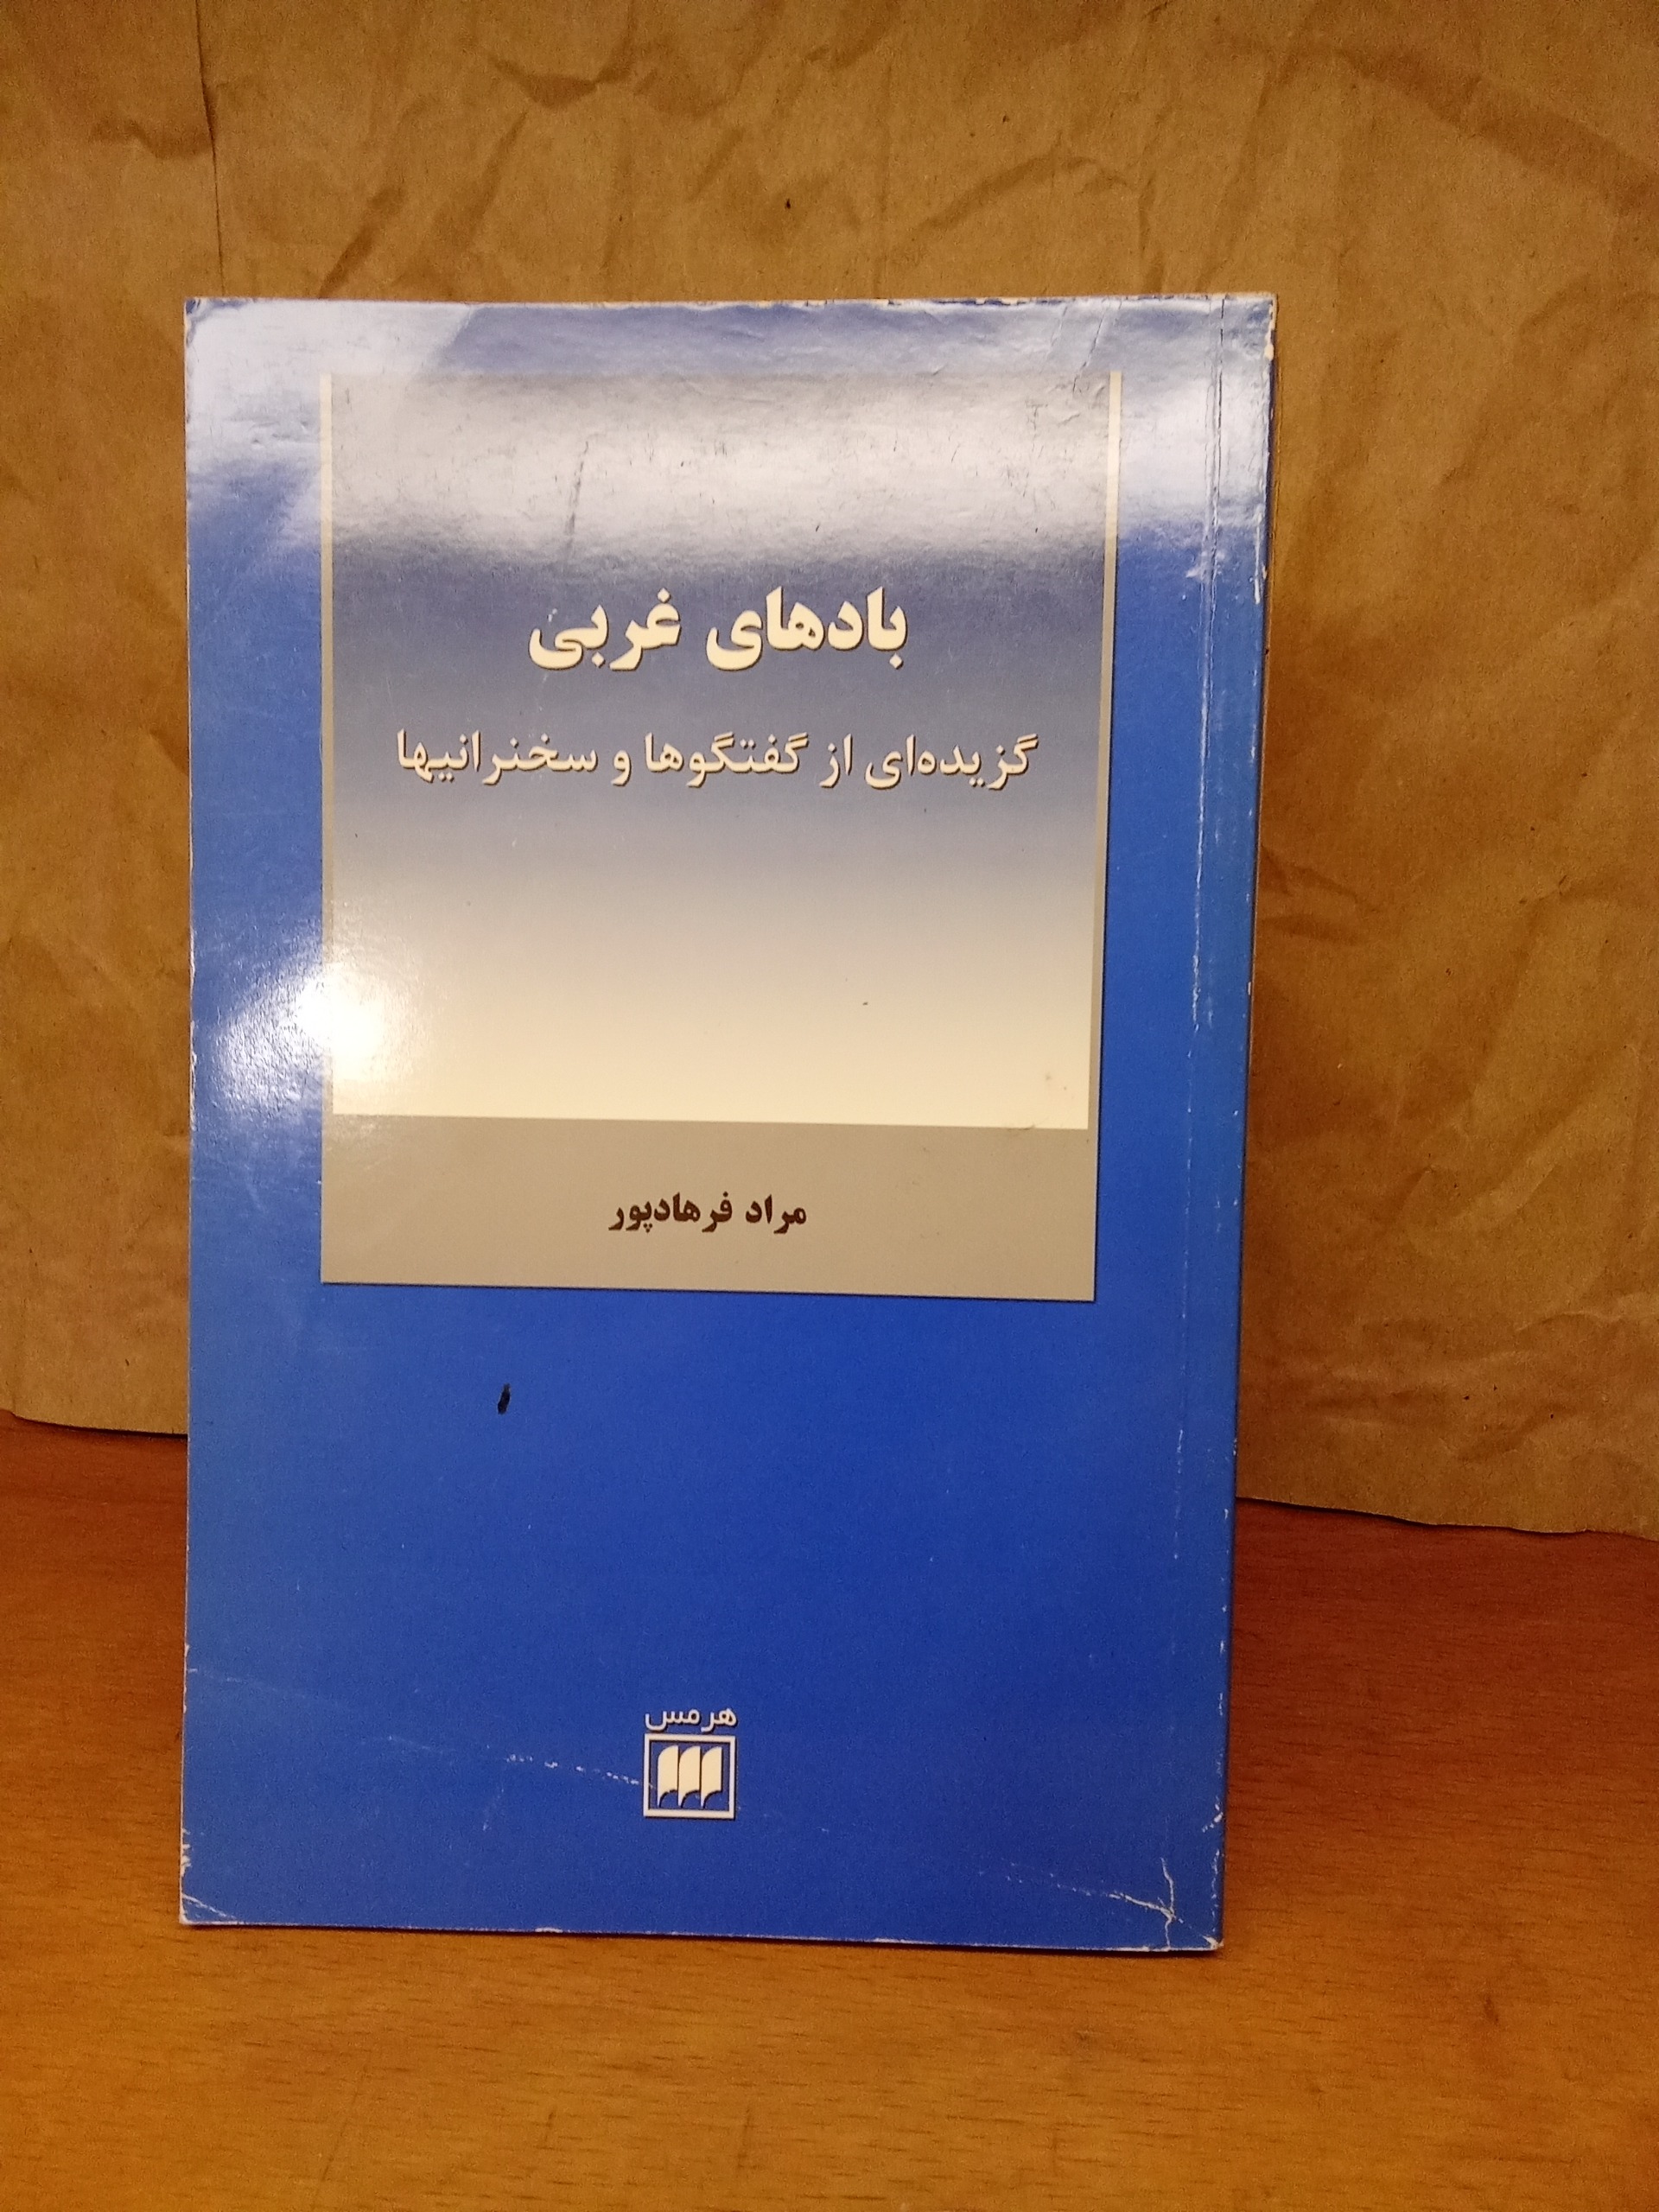 بادهای غربی
گزیده‌ای از گفتگوها و سخنرانیها
مراد فرهادپور
هرمس